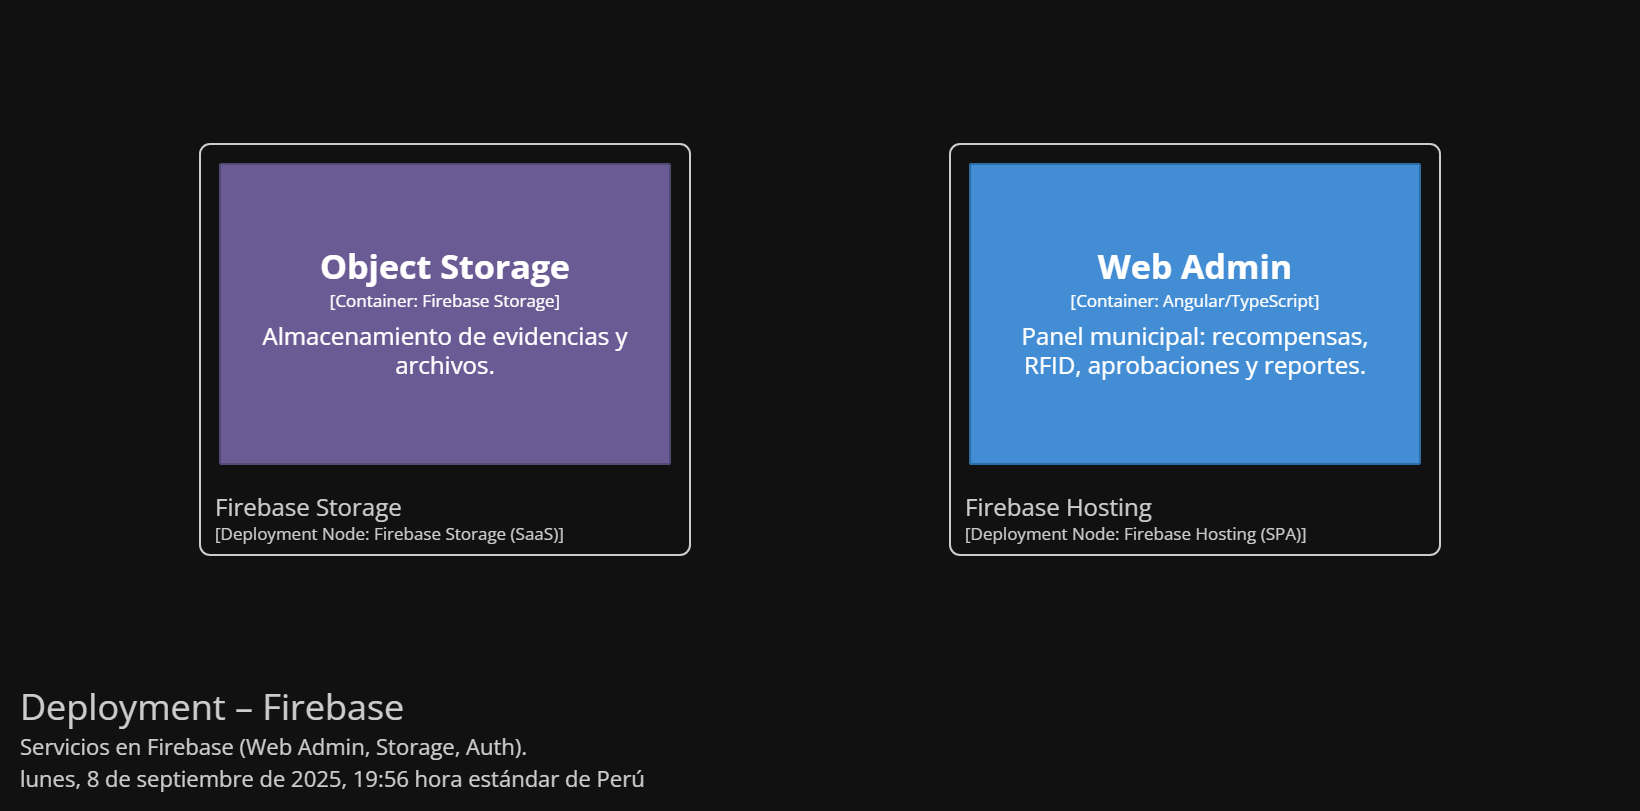 Object Storage
[Container: Firebase Storage]
Almacenamiento de evidencias y
archivos.
Firebase Storage
[Deployment Node: Firebase Storage (SaaS)]
Web Admin
[Container: Angular/TypeScript]
Panel municipal: recompensas,
RFID, aprobaciones y reportes.
Firebase Hosting
[Deployment Node: Firebase Hosting (SPA)]
Deployment – Firebase
Servicios en Firebase (Web Admin, Storage, Auth).
lunes, 8 de septiembre de 2025, 19:56 hora estándar de Perú